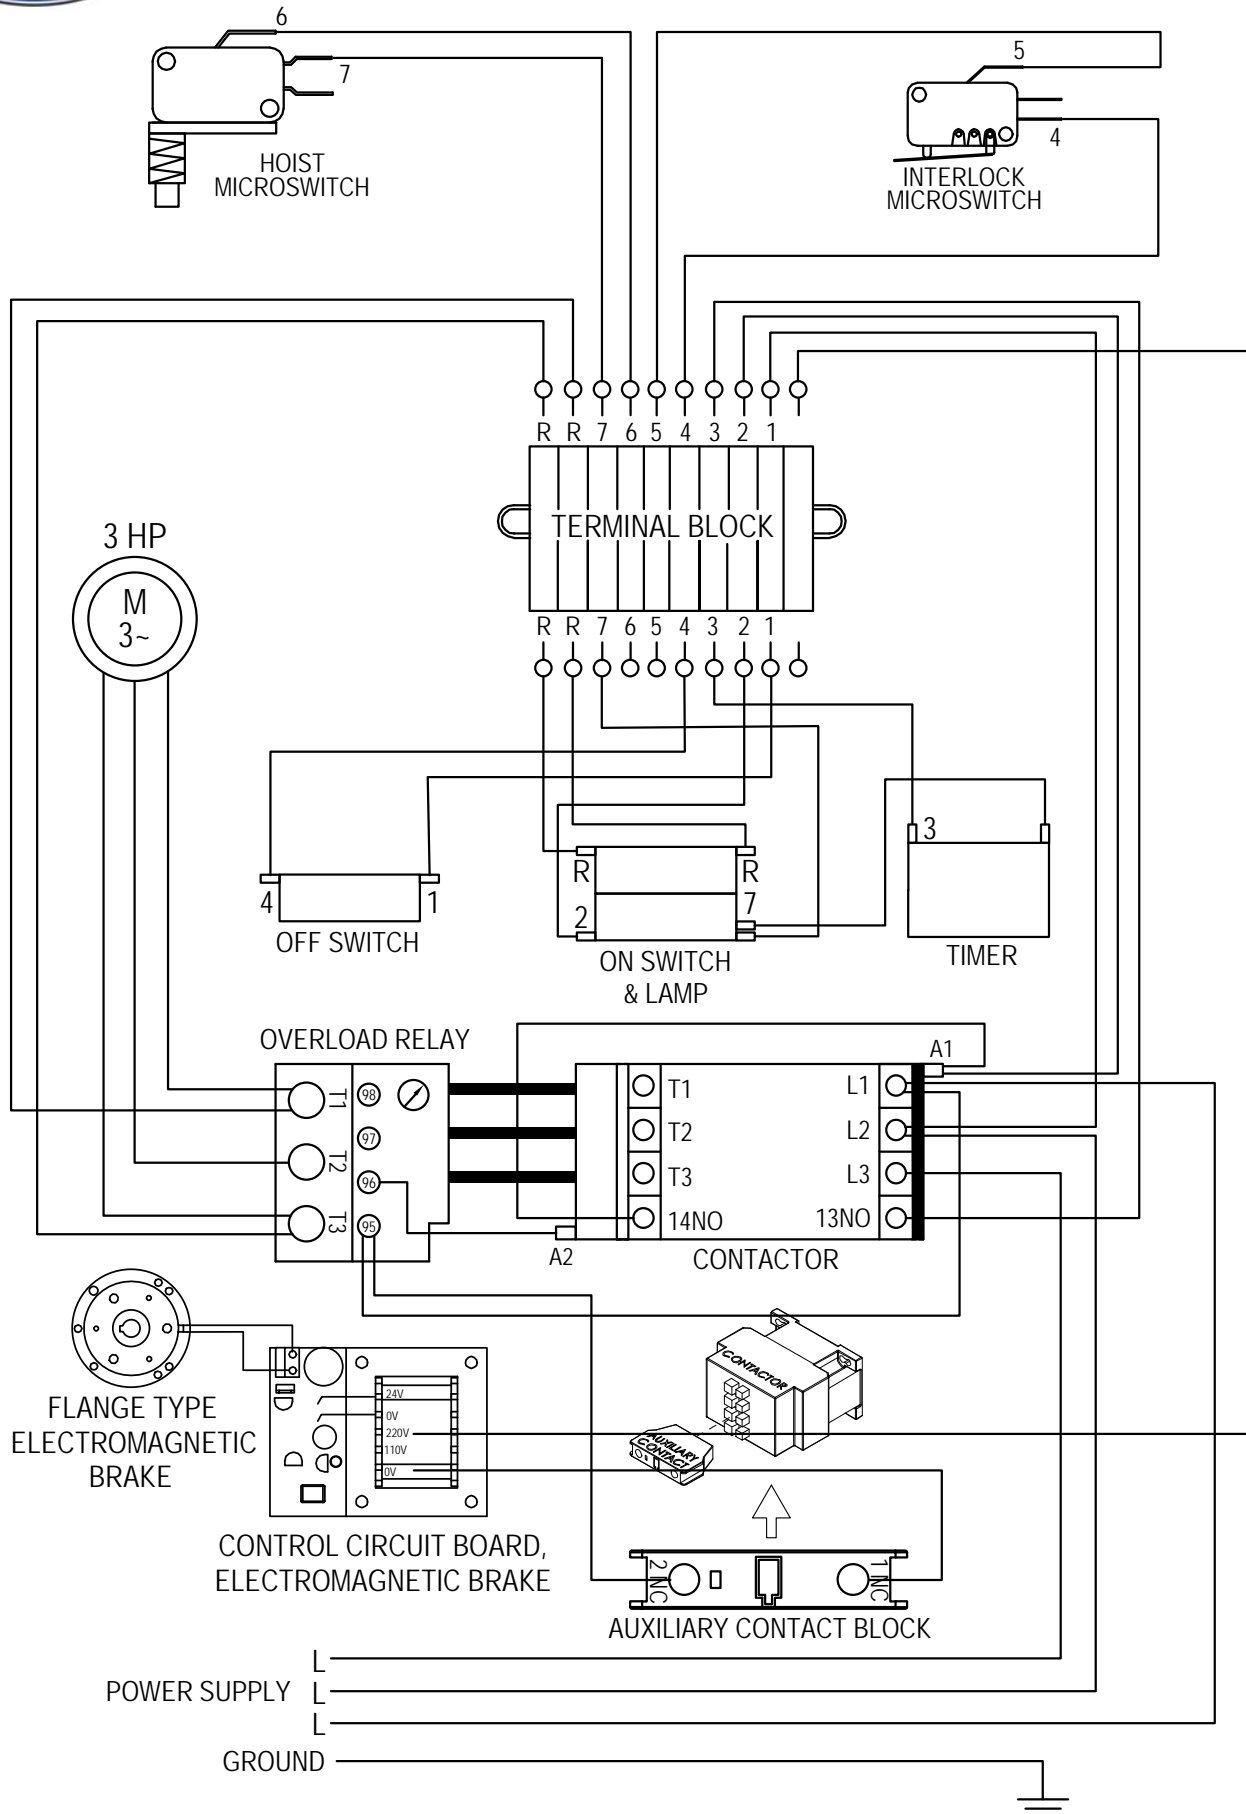 6
7
HOIST
MICROSWITCH
5
4
INTERLOCK
MICROSWITCH
R R 7 6 5 4 3 2 1
TERMINAL BLOCK
R R 7 6 5 4 3 2 1
3 HP
M
3~
4 1
OFF SWITCH
R R
2 7
ON SWITCH
& LAMP
3
TIMER
OVERLOAD RELAY
T1 98
97
T2 96
T3 95
A1
T1 L1
T2 L2
T3 L3
14NO 13NO
A2
CONTACTOR
FLANGE TYPE
ELECTROMAGNETIC
BRAKE
24V
0V
220V
110V
0V
CONTROL CIRCUIT BOARD,
ELECTROMAGNETIC BRAKE
CONTACTOR
AUXILIARY
CONTACT
2 NC 1 NC
AUXILIARY CONTACT BLOCK
L
POWER SUPPLY L
L
GROUND